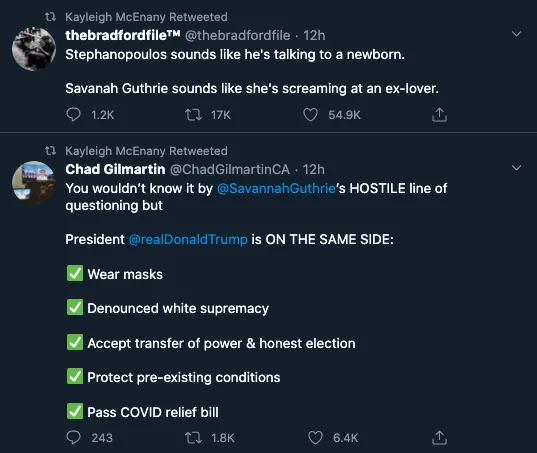 Kayleigh McEnany Retweeted
thebradfordfile™ @thebradfordfile · 12h
Stephanopoulos sounds like he's talking to a newborn.
Savanah Guthrie sounds like she's screaming at an ex-lover.
1.2K 17K 54.9K
Kayleigh McEnany Retweeted
Chad Gilmartin @ChadGilmartinCA · 12h
You wouldn't know it by @SavannahGuthrie's HOSTILE line of
questioning but
President @realDonaldTrump is ON THE SAME SIDE:
✅ Wear masks
✅ Denounced white supremacy
✅ Accept transfer of power & honest election
✅ Protect pre-existing conditions
✅ Pass COVID relief bill
243 1.8K 6.4K